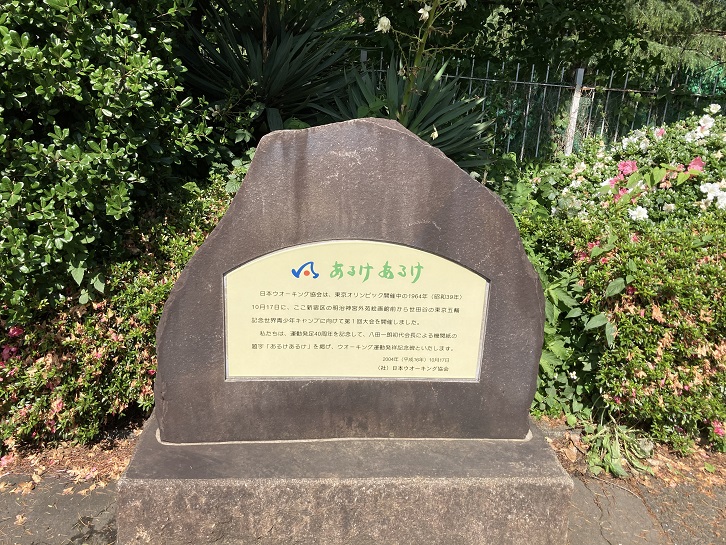 あるけ あるけ
日本ウオーキング協会は、東京オリンピック開催中の1964年（昭和39年）
10月17日に、ここ新宿区の明治神宮外苑絵画館前から世田谷の東京五輪
記念世界青少年キャンプに向けて第1回大会を開催しました。
私たちは、運動発足40周年を記念して、八田一朗初代会長による機関紙の
題字「あるけあるけ」を掲げ、ウオーキング運動発祥記念碑といたします。
2004年（平成16年）10月17日
（社）日本ウオーキング協会